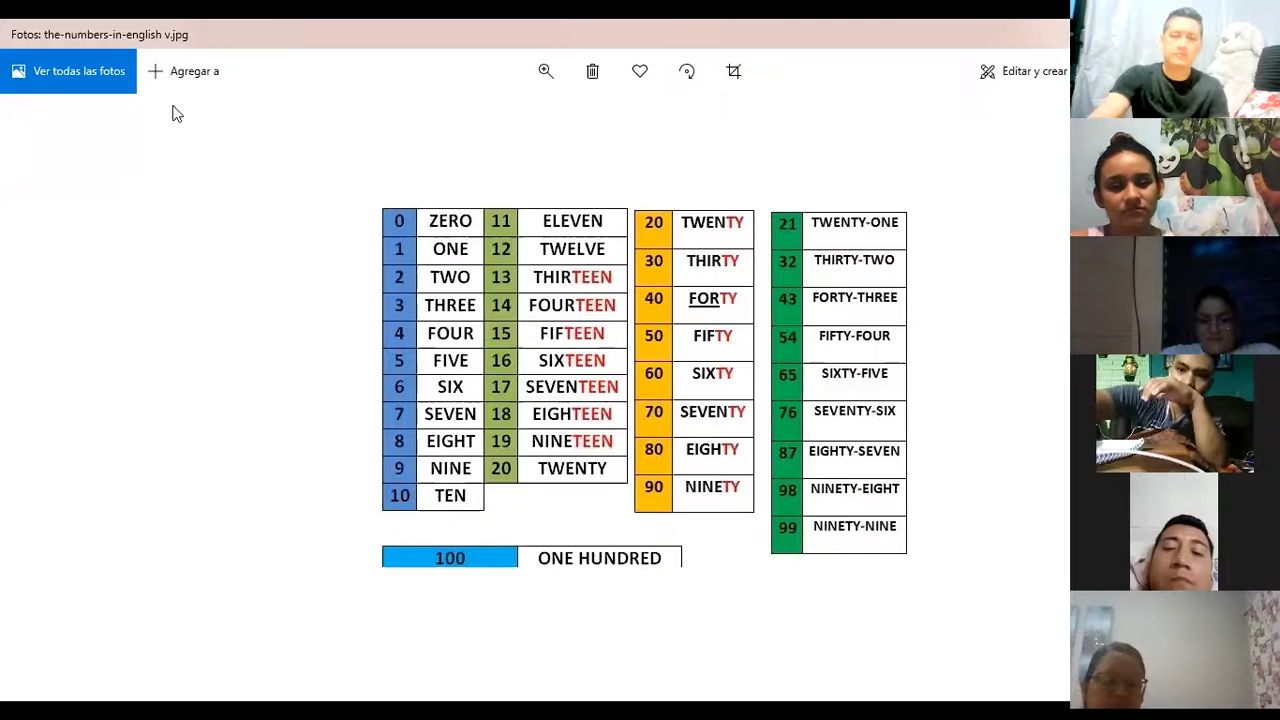 Fotos: the-numbers-in-english v.jpg
Ver todas las fotos
Agregar a
Editar y crear
0 ZERO 11 ELEVEN
1 ONE 12 TWELVE
2 TWO 13 THIRTEEN
3 THREE 14 FOURTEEN
4 FOUR 15 FIFTEEN
5 FIVE 16 SIXTEEN
6 SIX 17 SEVENTEEN
7 SEVEN 18 EIGHTEEN
8 EIGHT 19 NINETEEN
9 NINE 20 TWENTY
10 TEN
20 TWENTY
30 THIRTY
40 FORTY
50 FIFTY
60 SIXTY
70 SEVENTY
80 EIGHTY
90 NINETY
21 TWENTY-ONE
32 THIRTY-TWO
43 FORTY-THREE
54 FIFTY-FOUR
65 SIXTY-FIVE
76 SEVENTY-SIX
87 EIGHTY-SEVEN
98 NINETY-EIGHT
99 NINETY-NINE
100 ONE HUNDRED